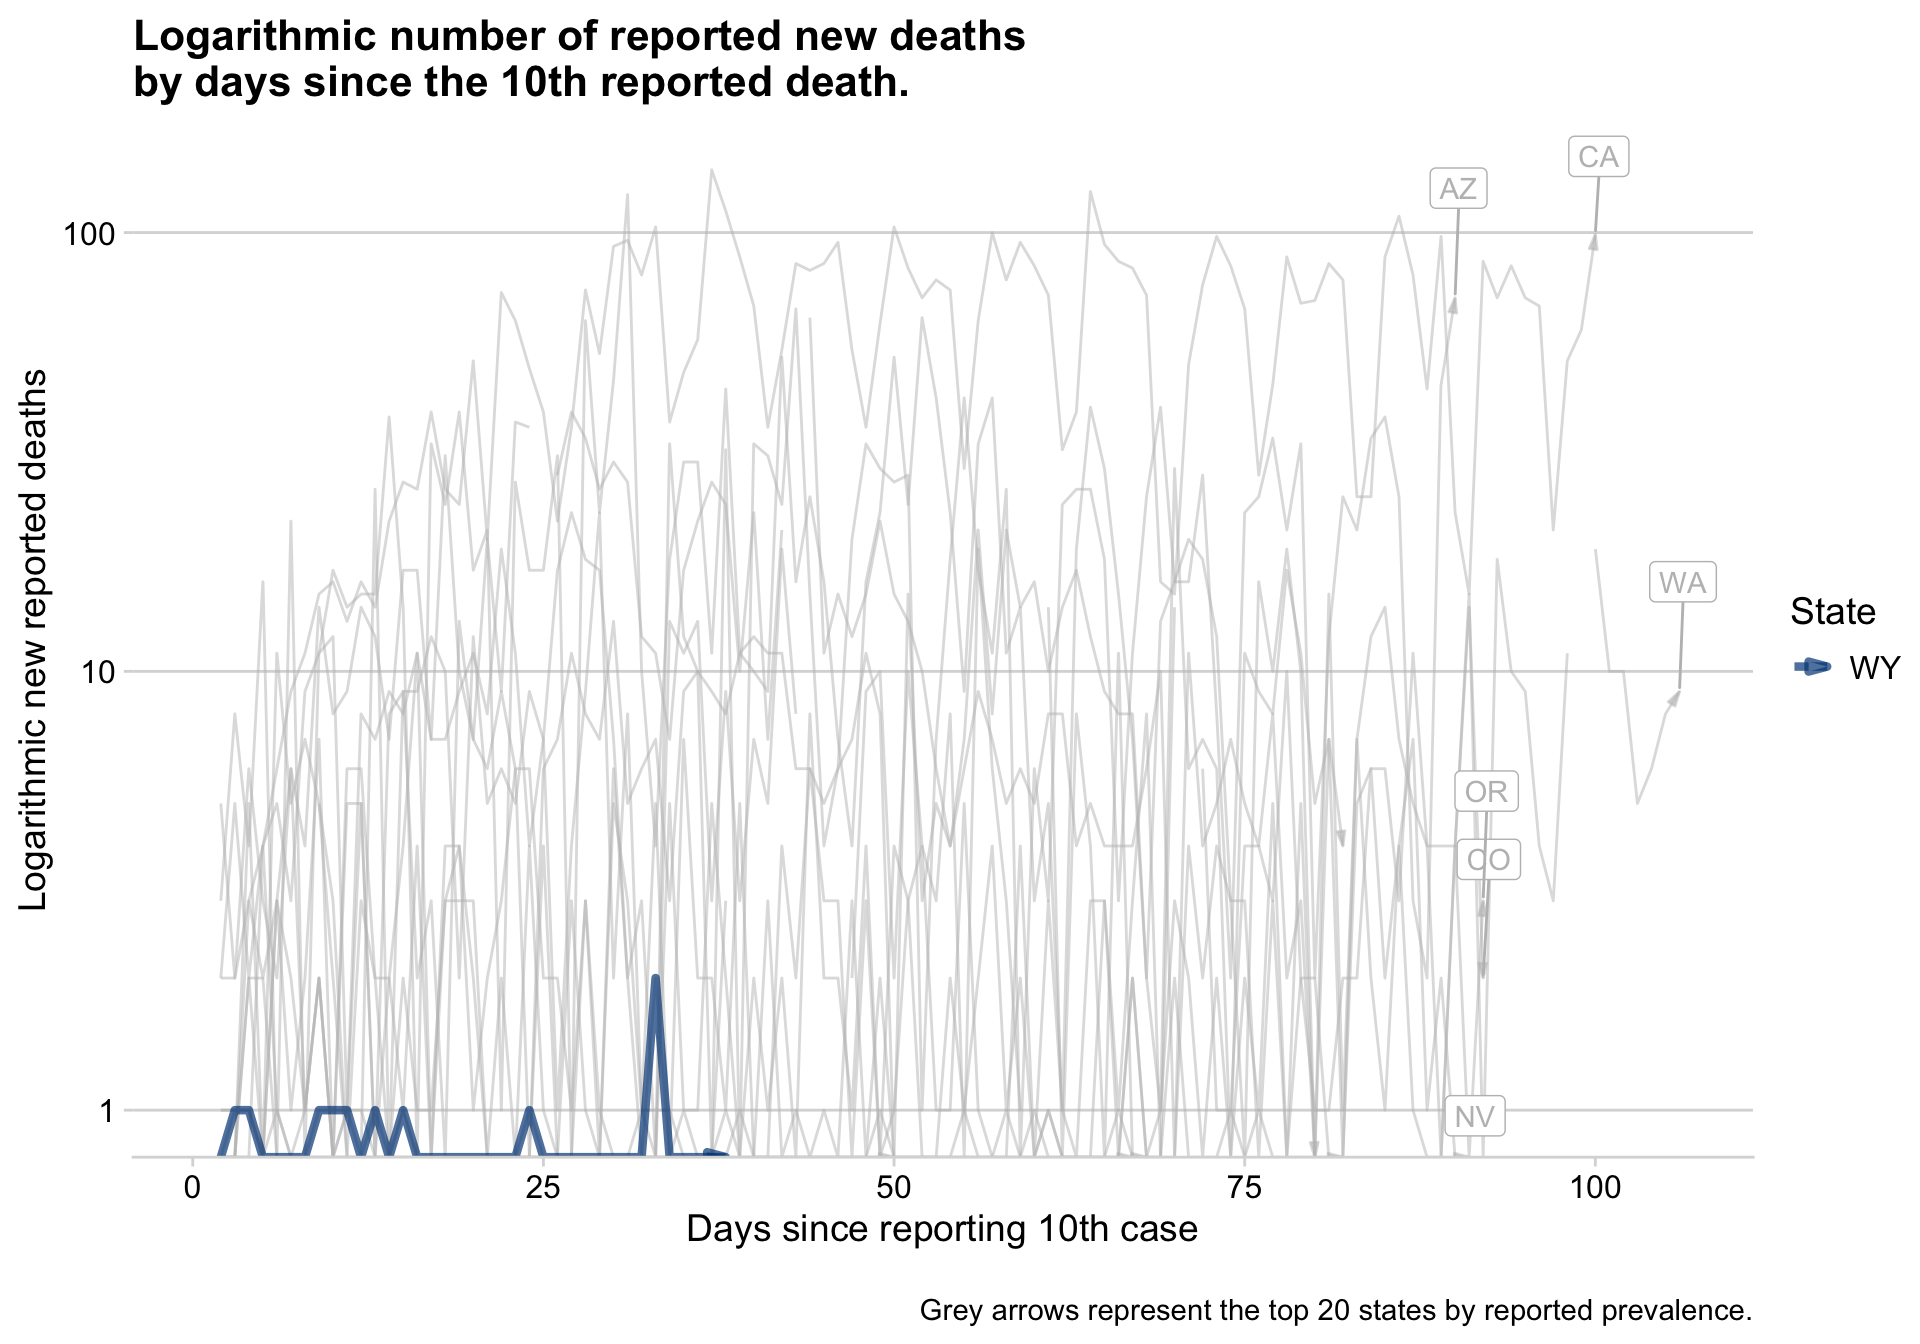 Logarithmic number of reported new deaths
by days since the 10th reported death.
CA
AZ
100
Logarithmic new reported deaths
WA
State
10
WY
OR
CO
1
NV
0
25
50
75
100
Days since reporting 10th case
Grey arrows represent the top 20 states by reported prevalence.